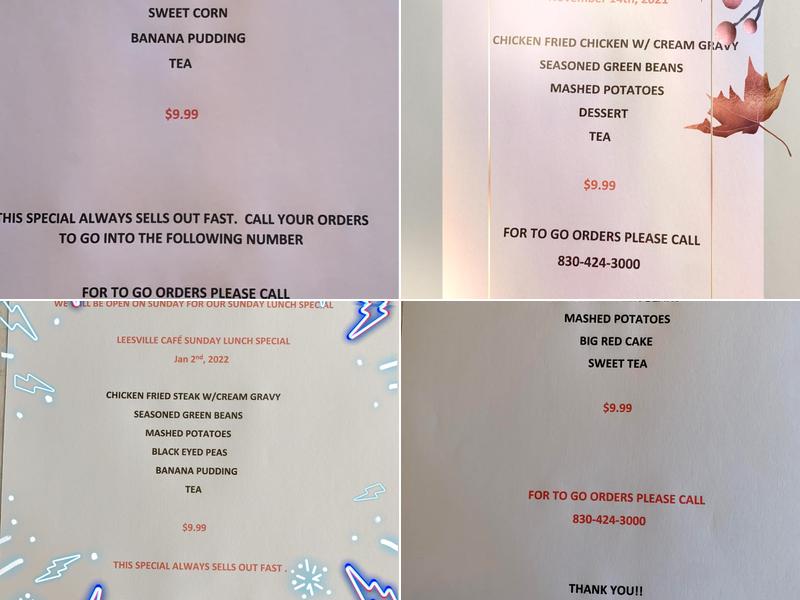 SWEET CORN
BANANA PUDDING
TEA
$9.99
THIS SPECIAL ALWAYS SELLS OUT FAST. CALL YOUR ORDERS
TO GO INTO THE FOLLOWING NUMBER
FOR TO GO ORDERS PLEASE CALL
November 14th, 2021
CHICKEN FRIED CHICKEN W/ CREAM GRAVY
SEASONED GREEN BEANS
MASHED POTATOES
DESSERT
TEA
$9.99
FOR TO GO ORDERS PLEASE CALL
830-424-3000
WE WILL BE OPEN ON SUNDAY FOR OUR SUNDAY LUNCH SPECIAL
LEESVILLE CAFÉ SUNDAY LUNCH SPECIAL
Jan 2nd, 2022
CHICKEN FRIED STEAK W/CREAM GRAVY
SEASONED GREEN BEANS
MASHED POTATOES
BLACK EYED PEAS
BANANA PUDDING
TEA
$9.99
THIS SPECIAL ALWAYS SELLS OUT FAST .
MASHED POTATOES
BIG RED CAKE
SWEET TEA
$9.99
FOR TO GO ORDERS PLEASE CALL
830-424-3000
THANK YOU!!